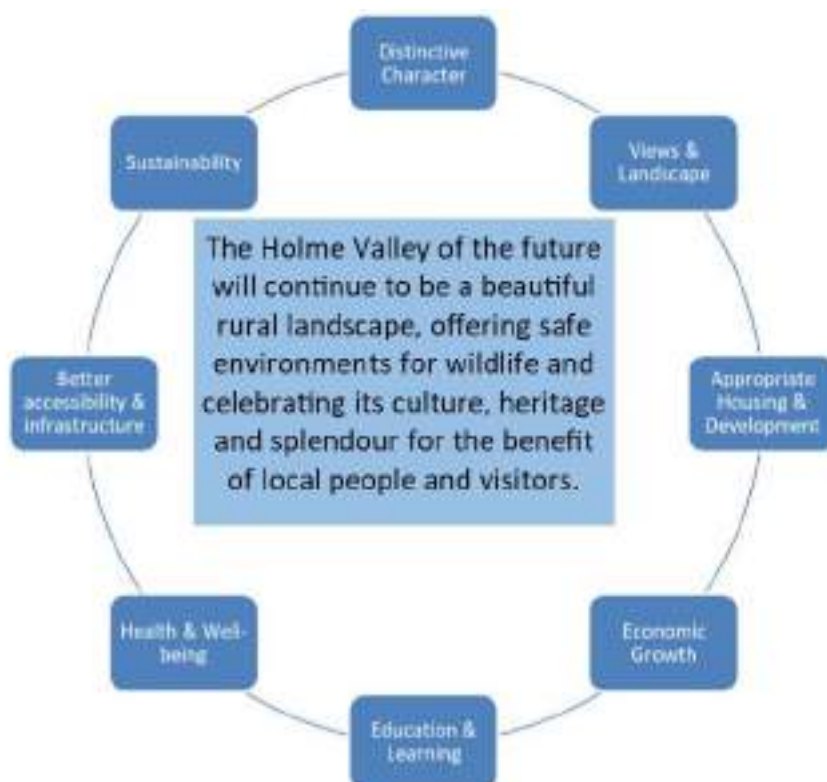 Distinctive
Character
Views &
Landscape
Appropriate
Housing &
Development
Economic
Growth
Education &
Learning
Health & Well-
being
Better
accessibility &
infrastructure
Sustainability
The Holme Valley of the future
will continue to be a beautiful
rural landscape, offering safe
environments for wildlife and
celebrating its culture, heritage
and splendour for the benefit
of local people and visitors.